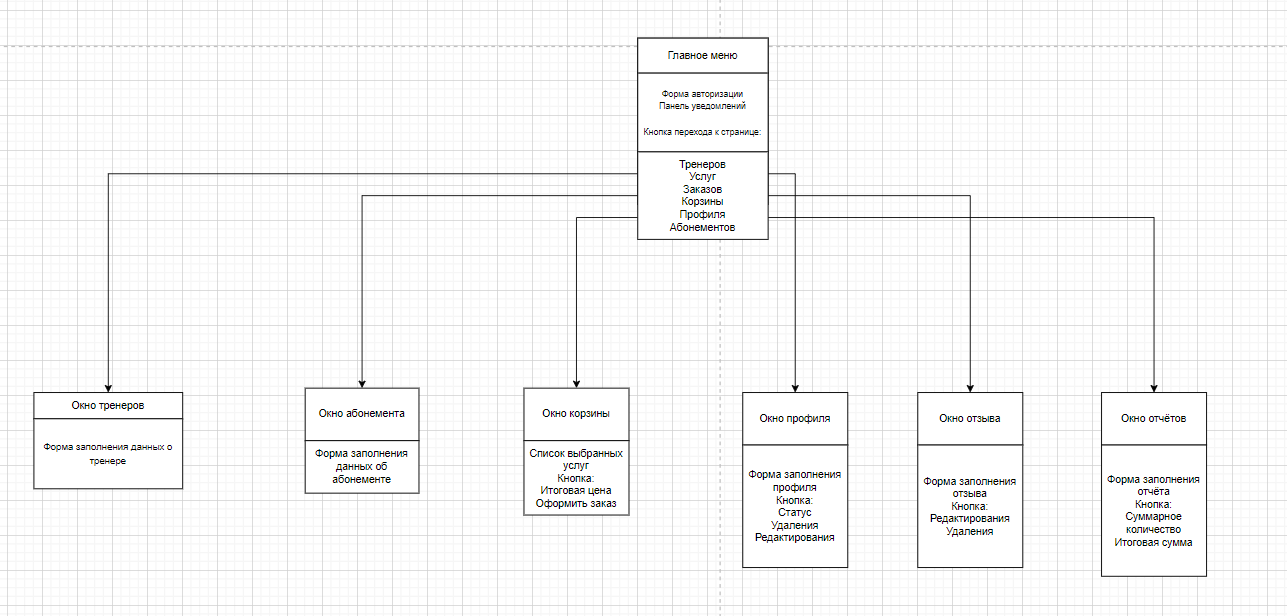 Главное меню
Форма авторизации
Панель уведомлений
Кнопка перехода к странице:
Тренеров
Услуг
Заказов
Корзины
Профиля
Абонементов
Окно тренеров
Форма заполнения данных о
тренере
Окно абонемента
Форма заполнения
данных об
абонементе
Окно корзины
Список выбранных
услуг
Кнопка:
Итоговая цена
Оформить заказ
Окно профиля
Форма заполнения
профиля
Кнопка:
Статус
Удаления
Редактирования
Окно отзыва
Форма заполнения
отзыва
Кнопка:
Редактирования
Удаления
Окно отчётов
Форма заполнения
отчёта
Кнопка:
Суммарное
количество
Итоговая сумма